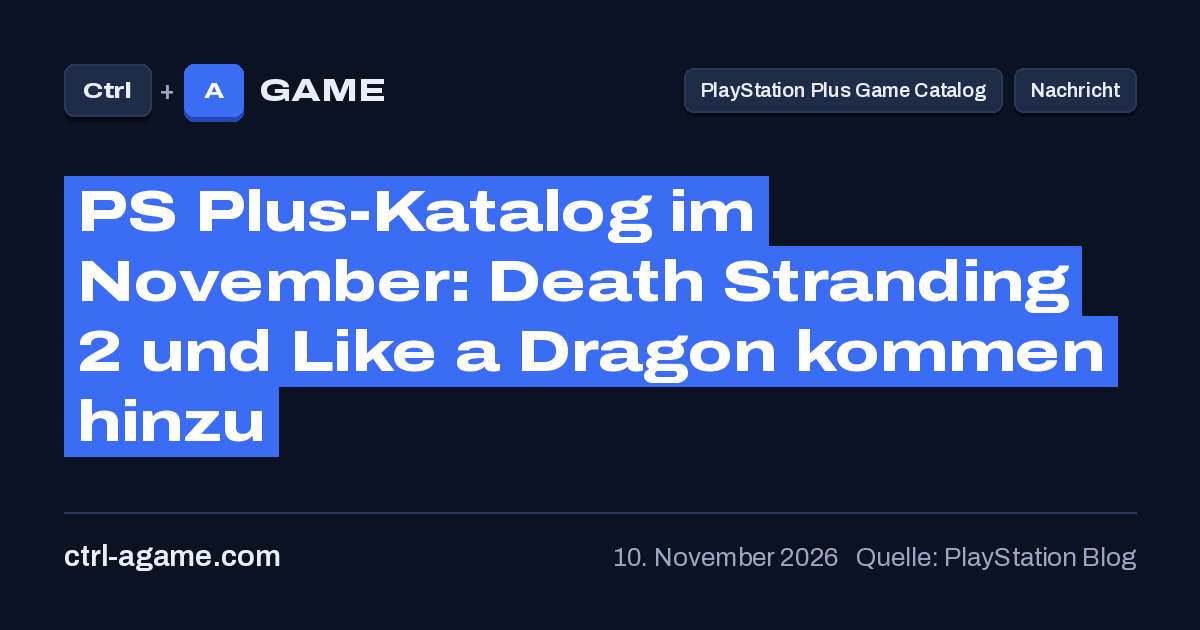 Ctrl + A GAME
PlayStation Plus Game Catalog
Nachricht
PS Plus-Katalog im
November: Death Stranding
2 und Like a Dragon kommen
hinzu
ctrl-agame.com
10. November 2026 Quelle: PlayStation Blog